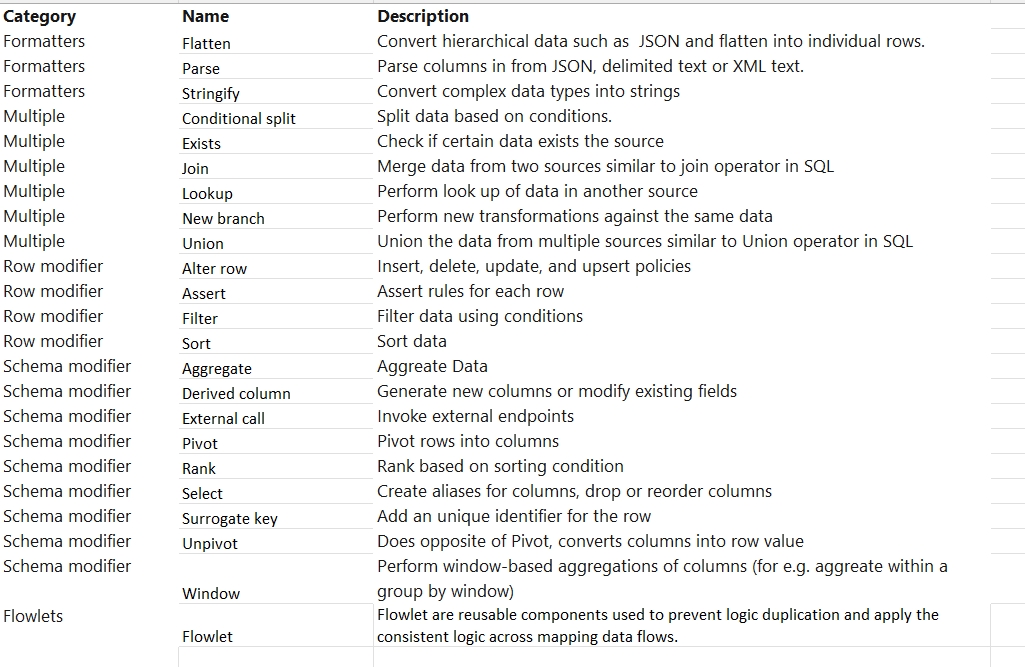 Category Name Description
Formatters Flatten Convert hierarchical data such as  JSON and flatten into individual rows.
Formatters Parse Parse columns in from JSON, delimited text or XML text.
Formatters Stringify Convert complex data types into strings
Multiple Conditional split Split data based on conditions.
Multiple Exists Check if certain data exists the source
Multiple Join Merge data from two sources similar to join operator in SQL
Multiple Lookup Perform look up of data in another source
Multiple New branch Perform new transformations against the same data
Multiple Union Union the data from multiple sources similar to Union operator in SQL
Row modifier Alter row Insert, delete, update, and upsert policies
Row modifier Assert Assert rules for each row
Row modifier Filter Filter data using conditions
Row modifier Sort Sort data
Schema modifier Aggregate Aggreate Data
Schema modifier Derived column Generate new columns or modify existing fields
Schema modifier External call Invoke external endpoints
Schema modifier Pivot Pivot rows into columns
Schema modifier Rank Rank based on sorting condition
Schema modifier Select Create aliases for columns, drop or reorder columns
Schema modifier Surrogate key Add an unique identifier for the row
Schema modifier Unpivot Does opposite of Pivot, converts columns into row value
Schema modifier Perform window-based aggregations of columns (for e.g. aggreate within a
Window group by window)
Flowlets Flowlet are reusable components used to prevent logic duplication and apply the
Flowlet consistent logic across mapping data flows.